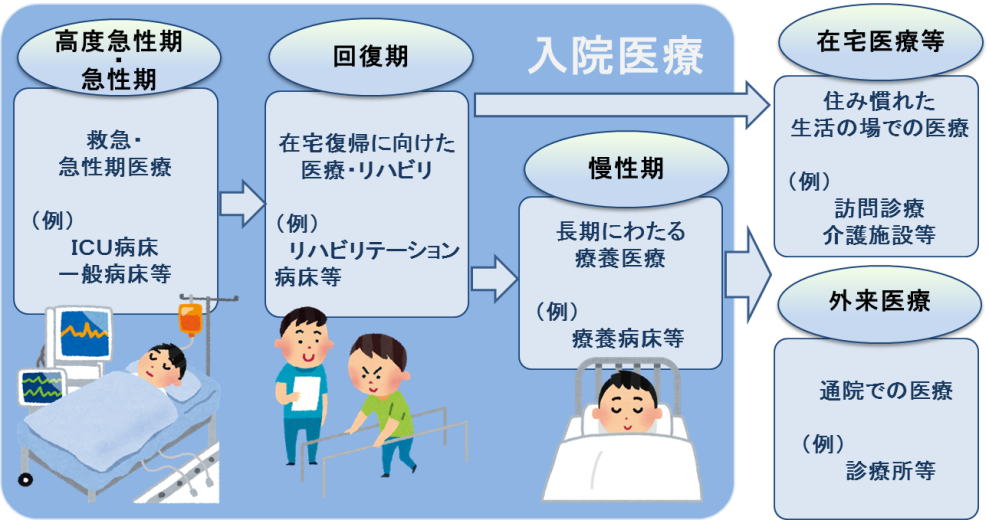 入院医療
高度急性期
・
急性期
救急・
急性期医療
（例）
ICU病床
一般病床等
回復期
在宅復帰に向けた
医療・リハビリ
（例）
リハビリテーション
病床等
慢性期
長期にわたる
療養医療
（例）
療養病床等
在宅医療等
住み慣れた
生活の場での医療
（例）
訪問診療
介護施設等
外来医療
通院での医療
（例）
診療所等